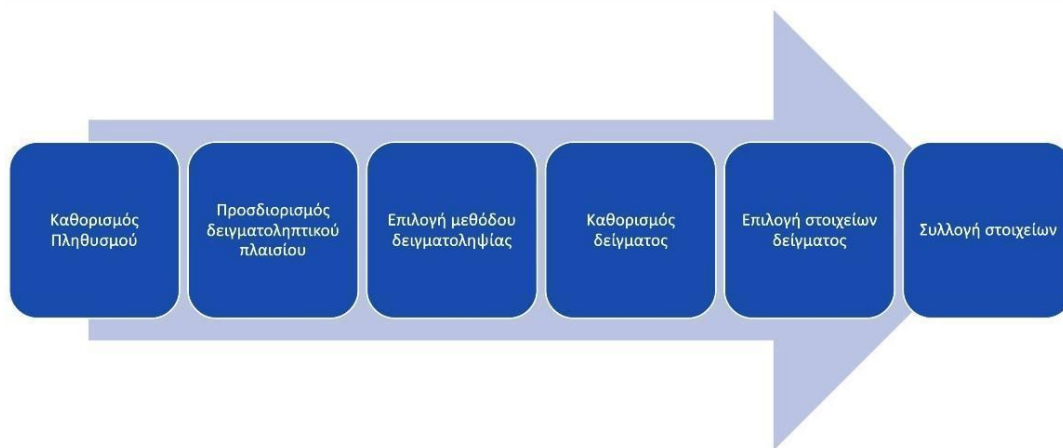 Καθορισμός
Πληθυσμού
Προσδιορισμός
δειγματοληπτικού
πλαισίου
Επιλογή μεθόδου
δειγματοληψίας
Καθορισμός
δείγματος
Επιλογή στοιχείων
δείγματος
Συλλογή στοιχείων